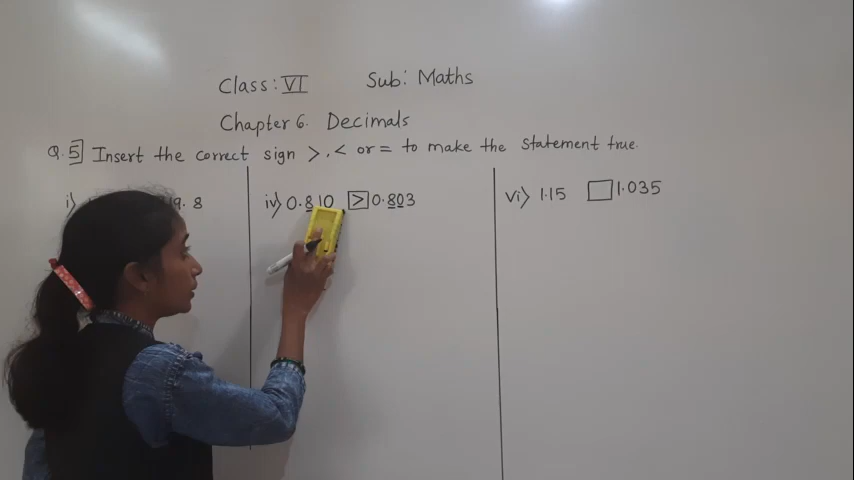 Class: VI Sub: Maths
Chapter 6. Decimals
Q.5] Insert the correct sign >, < or = to make the statement true.
i) 9.8
iv) 0.810 > 0.803
vi) 1.15 1.035